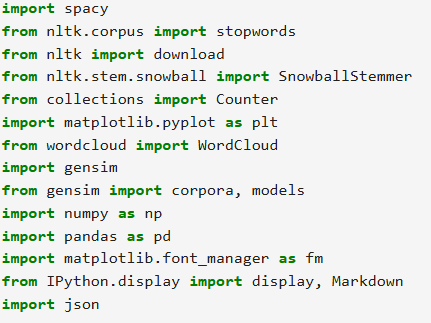 import spacy
from nltk.corpus import stopwords
from nltk import download
from nltk.stem.snowball import SnowballStemmer
from collections import Counter
import matplotlib.pyplot as plt
from wordcloud import WordCloud
import gensim
from gensim import corpora, models
import numpy as np
import pandas as pd
import matplotlib.font_manager as fm
from IPython.display import display, Markdown
import json